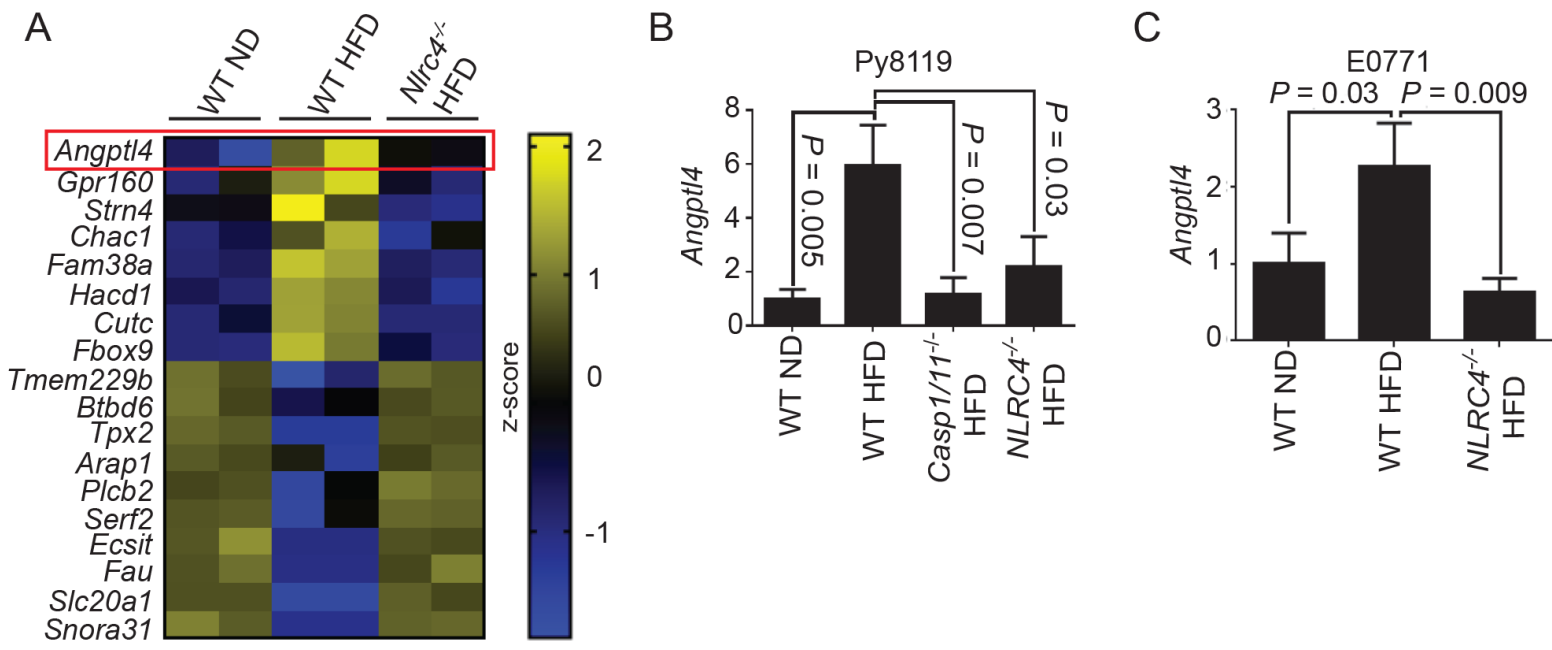 A
WT ND
WT HFD
Nlrc4-/-
HFD
Angptl4
Gpr160
Strn4
Chac1
Fam38a
Hacd1
Cutc
Fbox9
Tmem229b
Btbd6
Tpx2
Arap1
Plcb2
Serf2
Ecsit
Fau
Slc20a1
Snora31
2
1
0
-1
z-score
B
Py8119
Angptl4
8
6
4
2
0
P = 0.005
P = 0.007
P = 0.03
WT ND
WT HFD
Casp1/11-/-
HFD
NLRC4-/-
HFD
C
E0771
P = 0.03
P = 0.009
Angptl4
3
2
1
0
WT ND
WT HFD
NLRC4-/-
HFD